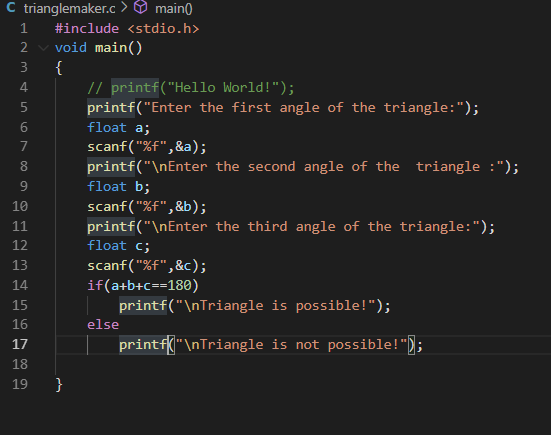 trianglemaker.c > main()
1 #include <stdio.h>
2 void main()
3 {
4     // printf("Hello World!");
5     printf("Enter the first angle of the triangle:");
6     float a;
7     scanf("%f",&a);
8     printf("\nEnter the second angle of the  triangle :");
9     float b;
10     scanf("%f",&b);
11     printf("\nEnter the third angle of the triangle:");
12     float c;
13     scanf("%f",&c);
14     if(a+b+c==180)
15         printf("\nTriangle is possible!");
16     else
17         printf("\nTriangle is not possible!");
18
19 }